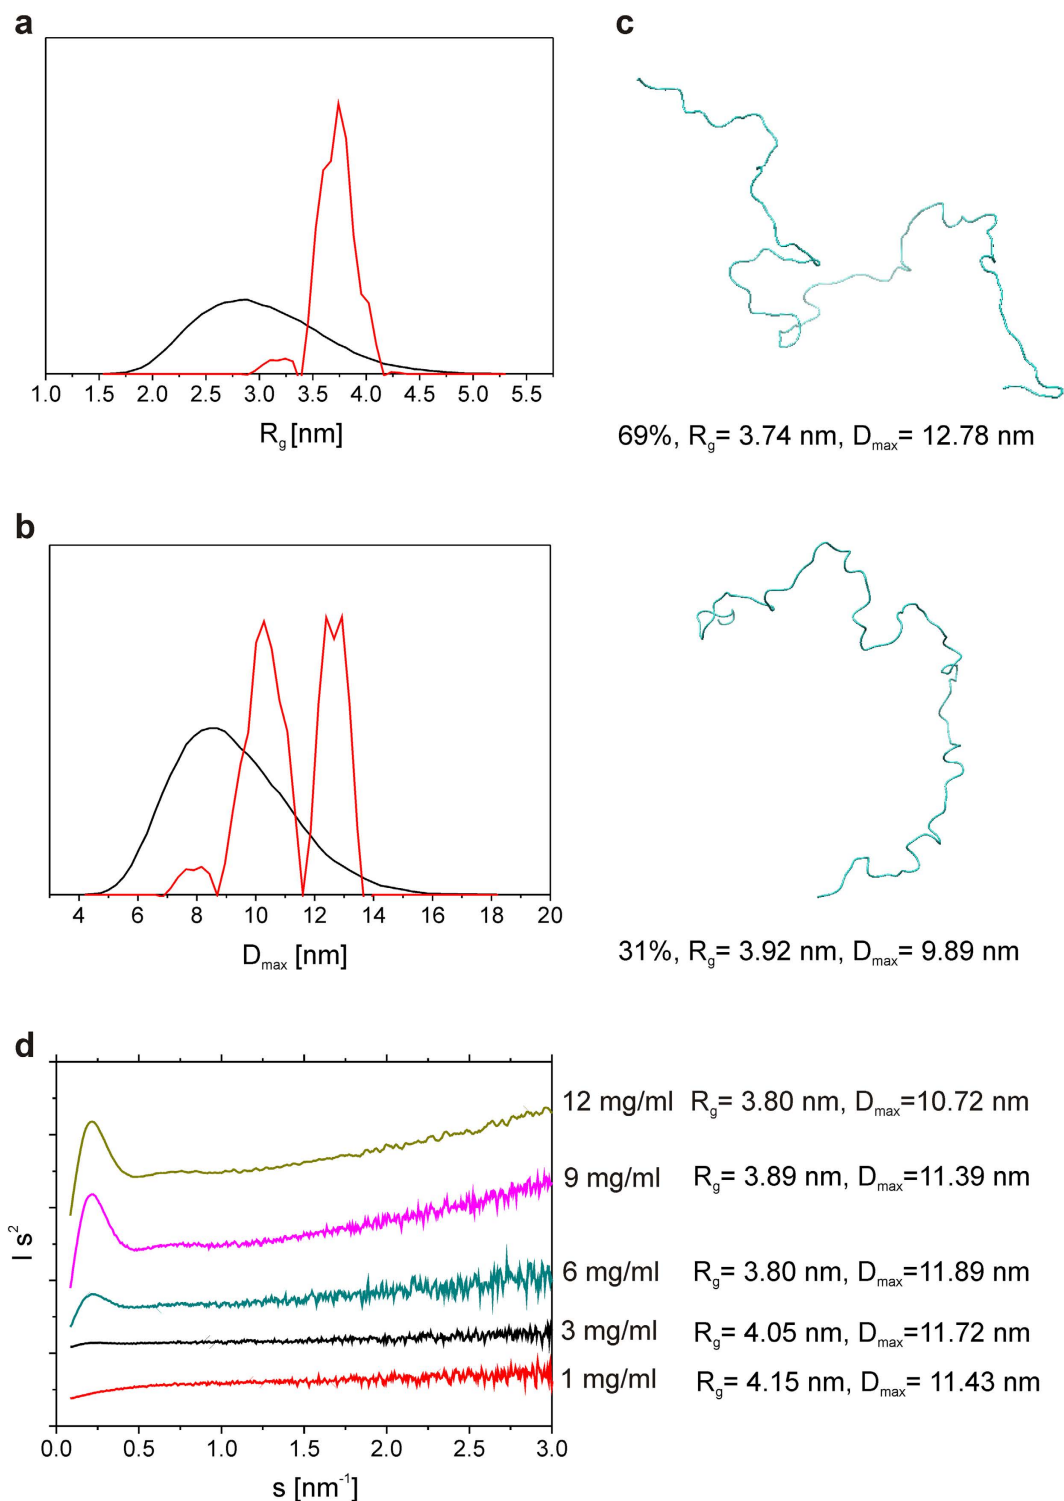 a
1.0 1.5 2.0 2.5 3.0 3.5 4.0 4.5 5.0 5.5
Rg [nm]
b
4 6 8 10 12 14 16 18 20
Dmax [nm]
c
69%, Rg= 3.74 nm, Dmax= 12.78 nm
31%, Rg= 3.92 nm, Dmax= 9.89 nm
d
I s²
12 mg/ml Rg= 3.80 nm, Dmax=10.72 nm
9 mg/ml Rg= 3.89 nm, Dmax=11.39 nm
6 mg/ml Rg= 3.80 nm, Dmax=11.89 nm
3 mg/ml Rg= 4.05 nm, Dmax=11.72 nm
1 mg/ml Rg= 4.15 nm, Dmax= 11.43 nm
0.0 0.5 1.0 1.5 2.0 2.5 3.0
s [nm⁻¹]